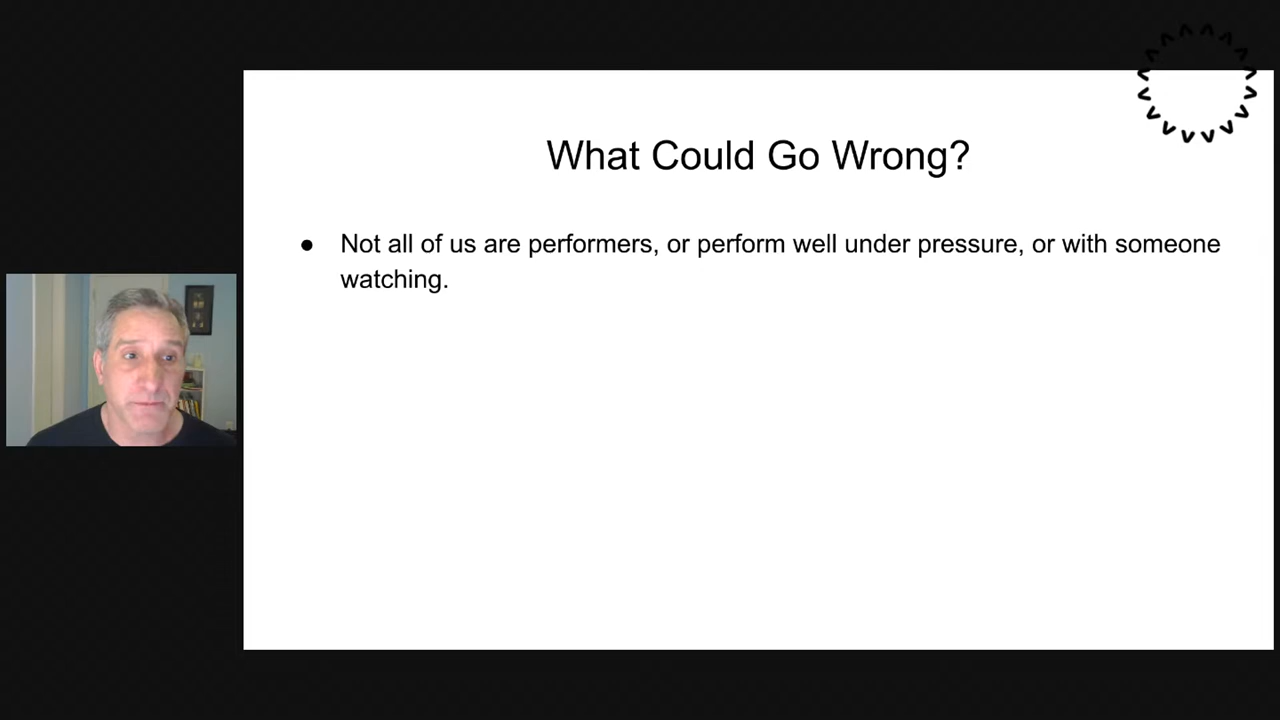 What Could Go Wrong?
● Not all of us are performers, or perform well under pressure, or with someone
watching.